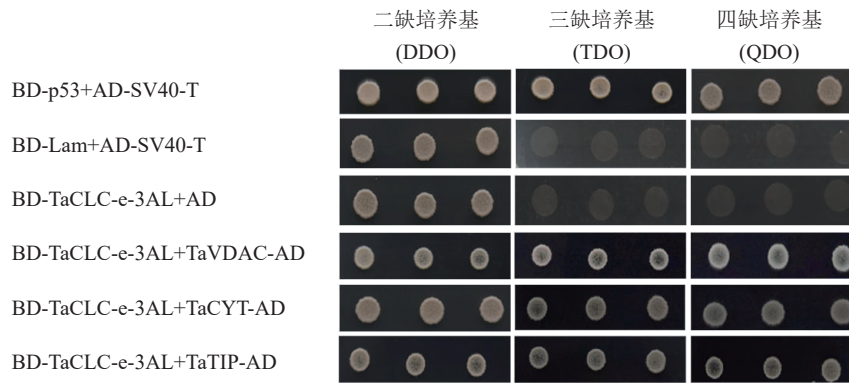 二缺培养基 三缺培养基 四缺培养基
(DDO) (TDO) (QDO)
BD-p53+AD-SV40-T
BD-Lam+AD-SV40-T
BD-TaCLC-e-3AL+AD
BD-TaCLC-e-3AL+TaVDAC-AD
BD-TaCLC-e-3AL+TaCYT-AD
BD-TaCLC-e-3AL+TaTIP-AD